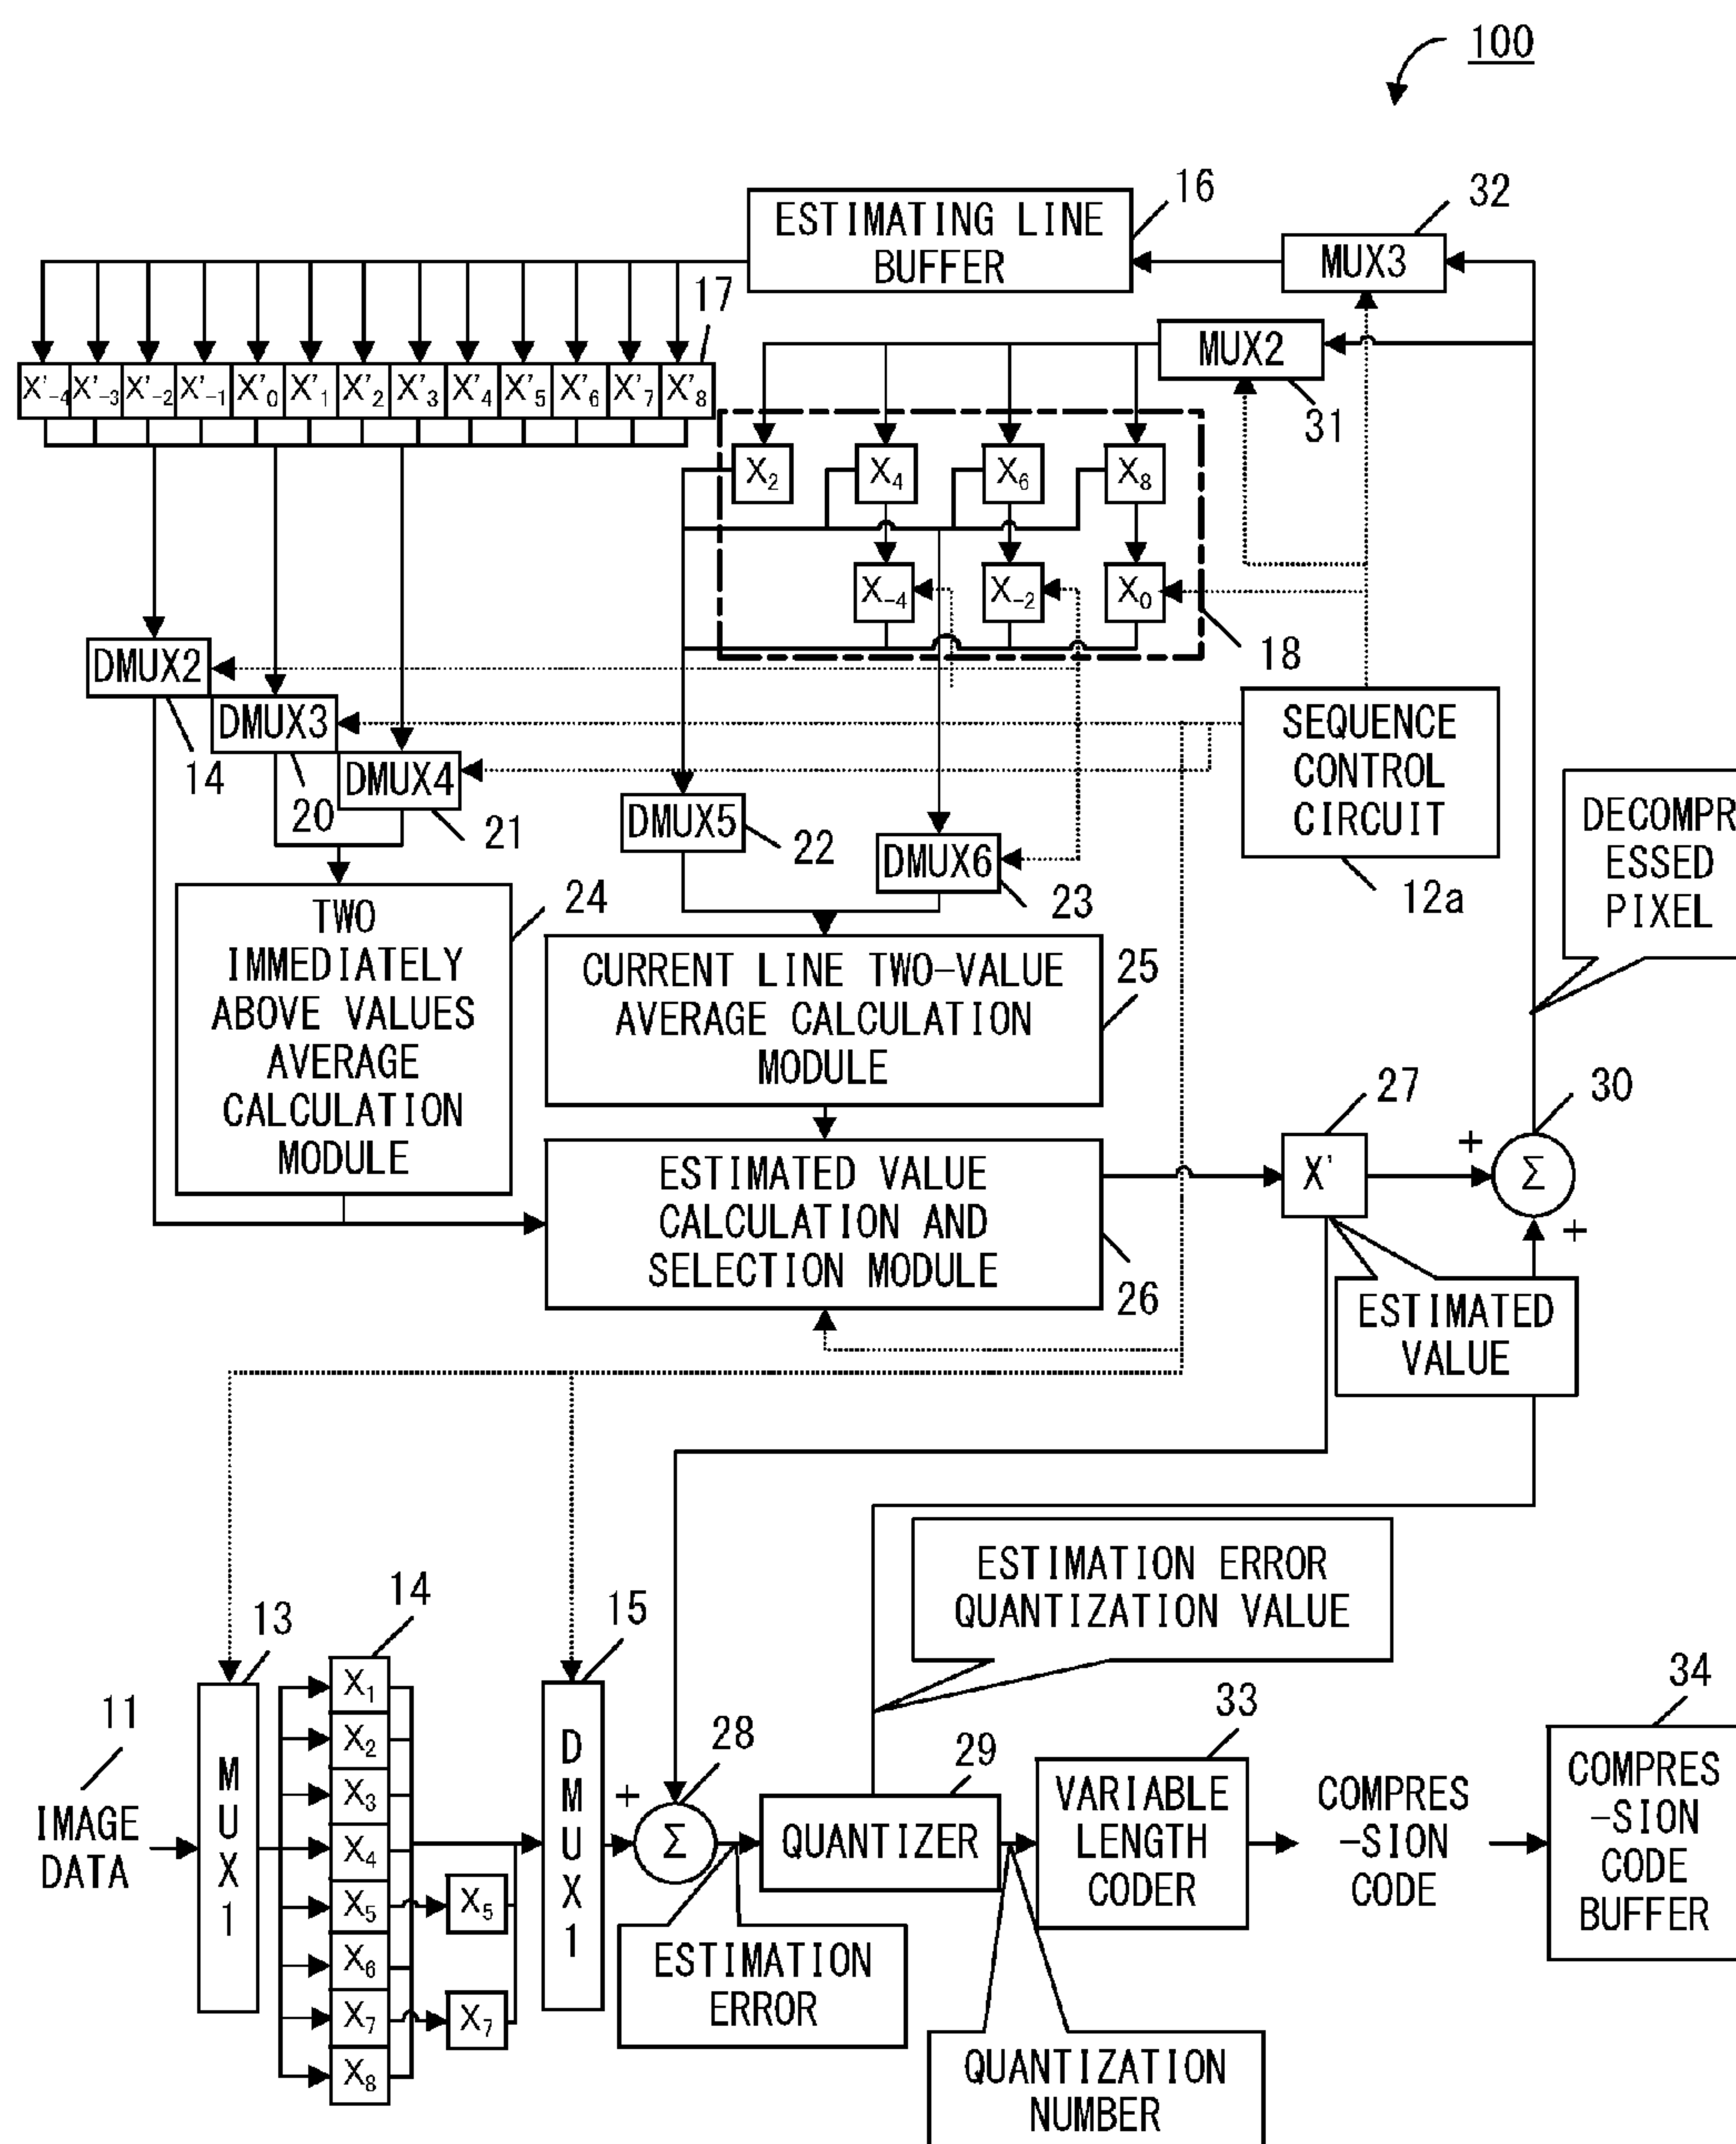 100
16
32
ESTIMATING LINE
BUFFER
MUX3
17
MUX2
31
X'-4 X'-3 X'-2 X'-1 X'0 X'1 X'2 X'3 X'4 X'5 X'6 X'7 X'8
X2 X4 X6 X8
X-4 X-2 X0
18
DMUX2
14
DMUX3
20
DMUX4
21
DMUX5
22
DMUX6
23
SEQUENCE
CONTROL
CIRCUIT
12a
DECOMPR
ESSED
PIXEL
TWO
IMMEDIATELY
ABOVE VALUES
AVERAGE
CALCULATION
MODULE
24
CURRENT LINE TWO-VALUE
AVERAGE CALCULATION
MODULE
25
ESTIMATED VALUE
CALCULATION AND
SELECTION MODULE
26
27
X'
30
+
Σ
+
ESTIMATED
VALUE
ESTIMATION ERROR
QUANTIZATION VALUE
11
IMAGE
DATA
13
MUX1
14
X1
X2
X3
X4
X5
X6
X7
X8
X5
X7
15
DMUX1
+
28
Σ
29
QUANTIZER
33
VARIABLE
LENGTH
CODER
COMPRES
-SION
CODE
34
COMPRES
-SION
CODE
BUFFER
ESTIMATION
ERROR
QUANTIZATION
NUMBER